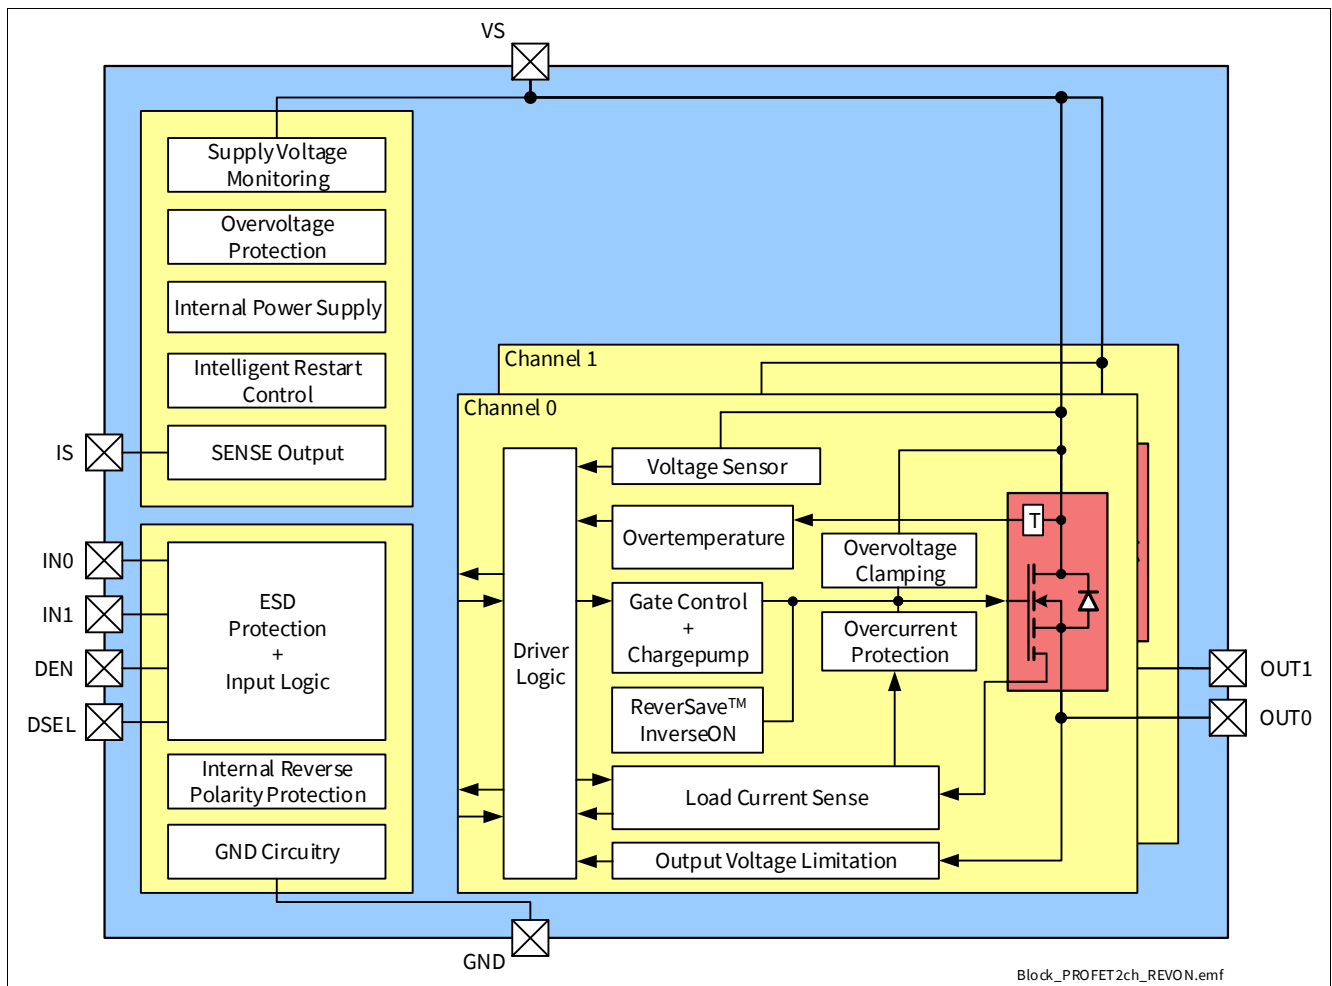 VS
Supply Voltage
Monitoring
Overvoltage
Protection
Internal Power Supply
Intelligent Restart
Control
SENSE Output
IS
IN0
IN1
DEN
DSEL
ESD
Protection
+
Input Logic
Internal Reverse
Polarity Protection
GND Circuitry
GND
Channel 1
Channel 0
Driver
Logic
Voltage Sensor
Overtemperature
T
Overvoltage
Clamping
Gate Control
+
Chargepump
Overcurrent
Protection
ReverSave™
InverseON
Load Current Sense
Output Voltage Limitation
OUT1
OUT0
Block_PROFET2ch_REVON.emf